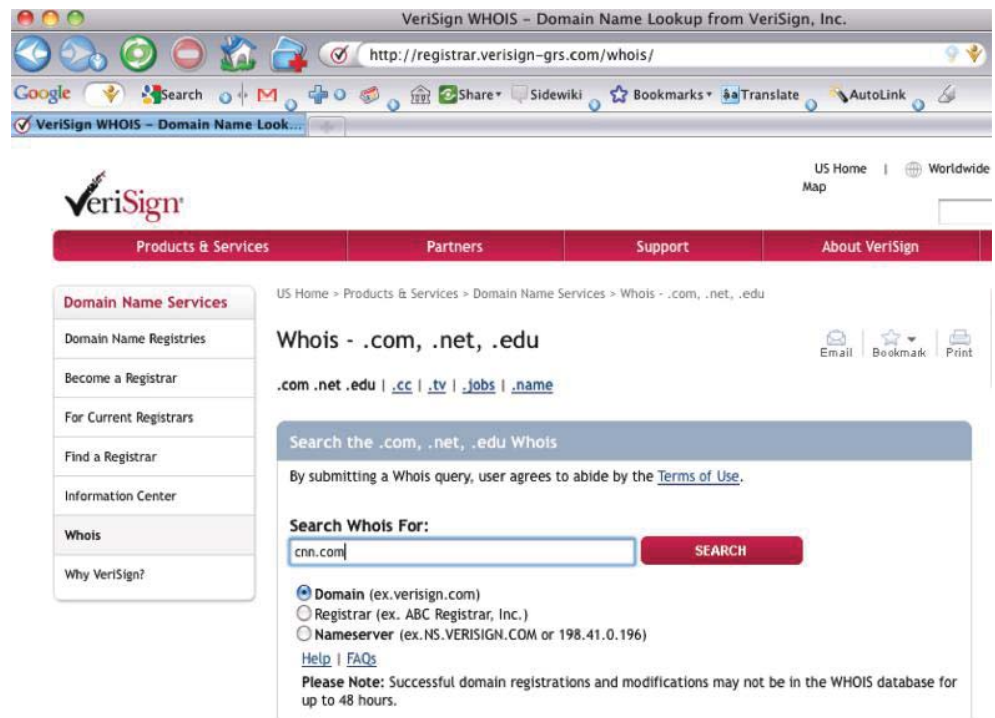 VeriSign WHOIS – Domain Name Lookup from VeriSign, Inc.
http://registrar.verisign-grs.com/whois/
Google Search Share Sidewiki Bookmarks Translate AutoLink
VeriSign WHOIS – Domain Name Look...
US Home | Worldwide
Map
VeriSign
Products & Services Partners Support About VeriSign
Domain Name Services
Domain Name Registries
Become a Registrar
For Current Registrars
Find a Registrar
Information Center
Whois
Why VeriSign?
US Home > Products & Services > Domain Name Services > Whois - .com, .net, .edu
Whois - .com, .net, .edu
Email Bookmark Print
.com .net .edu | .cc | .tv | .jobs | .name
Search the .com, .net, .edu Whois
By submitting a Whois query, user agrees to abide by the Terms of Use.
Search Whois For:
cnn.com SEARCH
Domain (ex.verisign.com)
Registrar (ex. ABC Registrar, Inc.)
Nameserver (ex.NS.VERISIGN.COM or 198.41.0.196)
Help | FAQs
Please Note: Successful domain registrations and modifications may not be in the WHOIS database for
up to 48 hours.